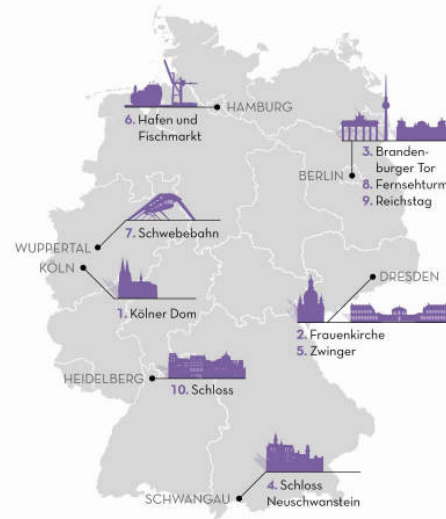 HAMBURG
6. Hafen und
Fischmarkt
3. Branden-
burger Tor
BERLIN
8. Fernsehturm
9. Reichstag
7. Schwebebahn
WUPPERTAL
KÖLN
DRESDEN
1. Kölner Dom
2. Frauenkirche
5. Zwinger
HEIDELBERG
10. Schloss
4. Schloss
Neuschwanstein
SCHWANGAU